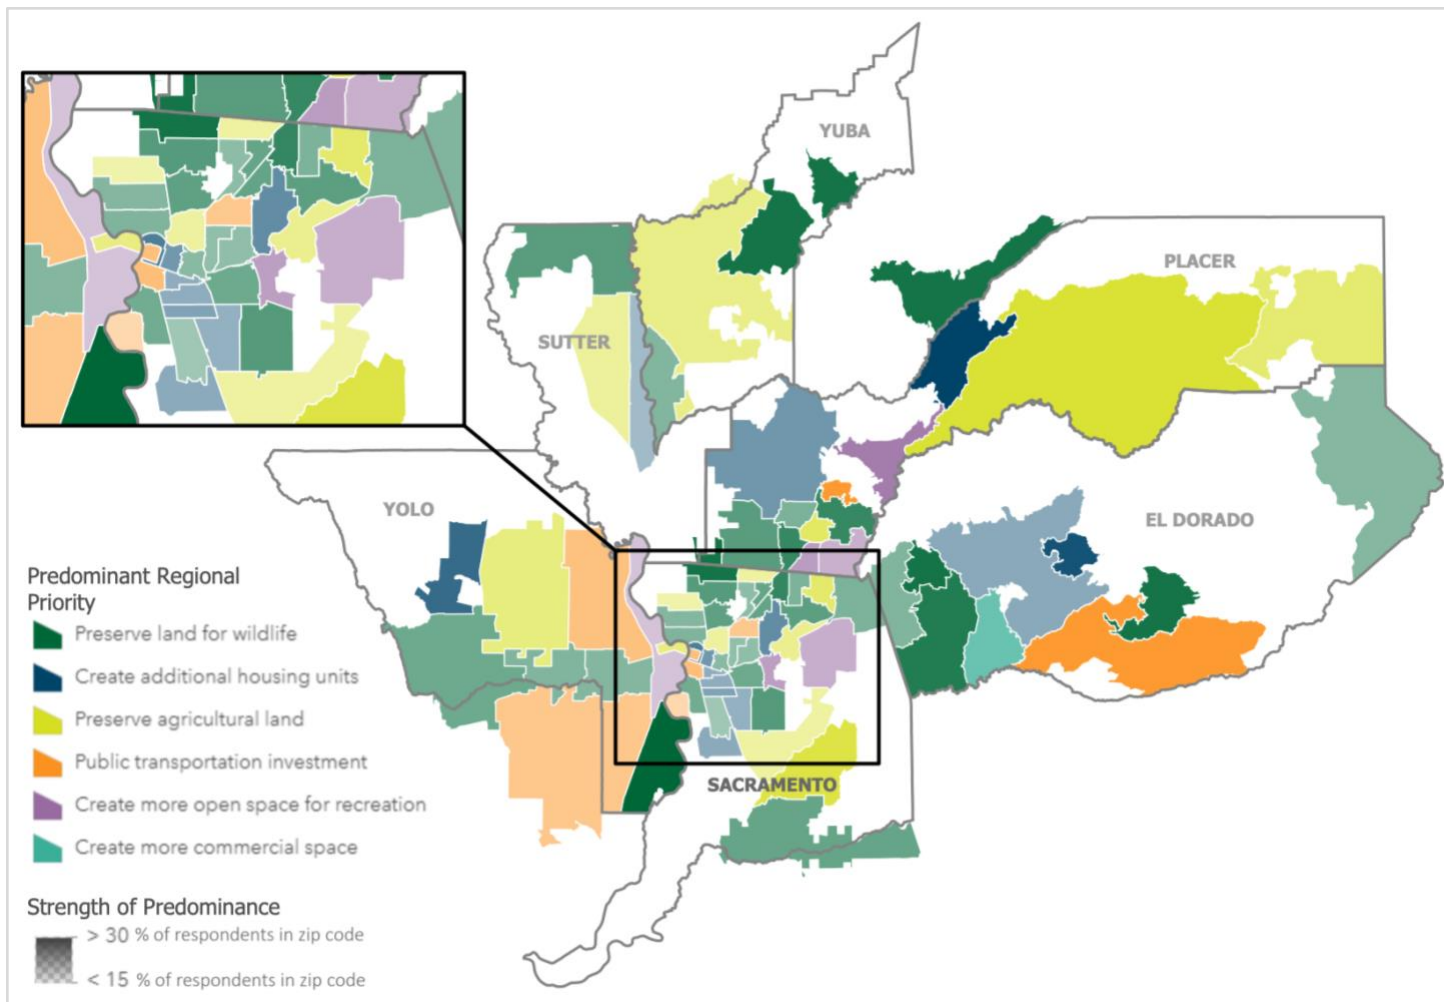 YUBA
PLACER
SUTTER
YOLO
EL DORADO
SACRAMENTO
Predominant Regional
Priority
Preserve land for wildlife
Create additional housing units
Preserve agricultural land
Public transportation investment
Create more open space for recreation
Create more commercial space
Strength of Predominance
> 30 % of respondents in zip code
< 15 % of respondents in zip code